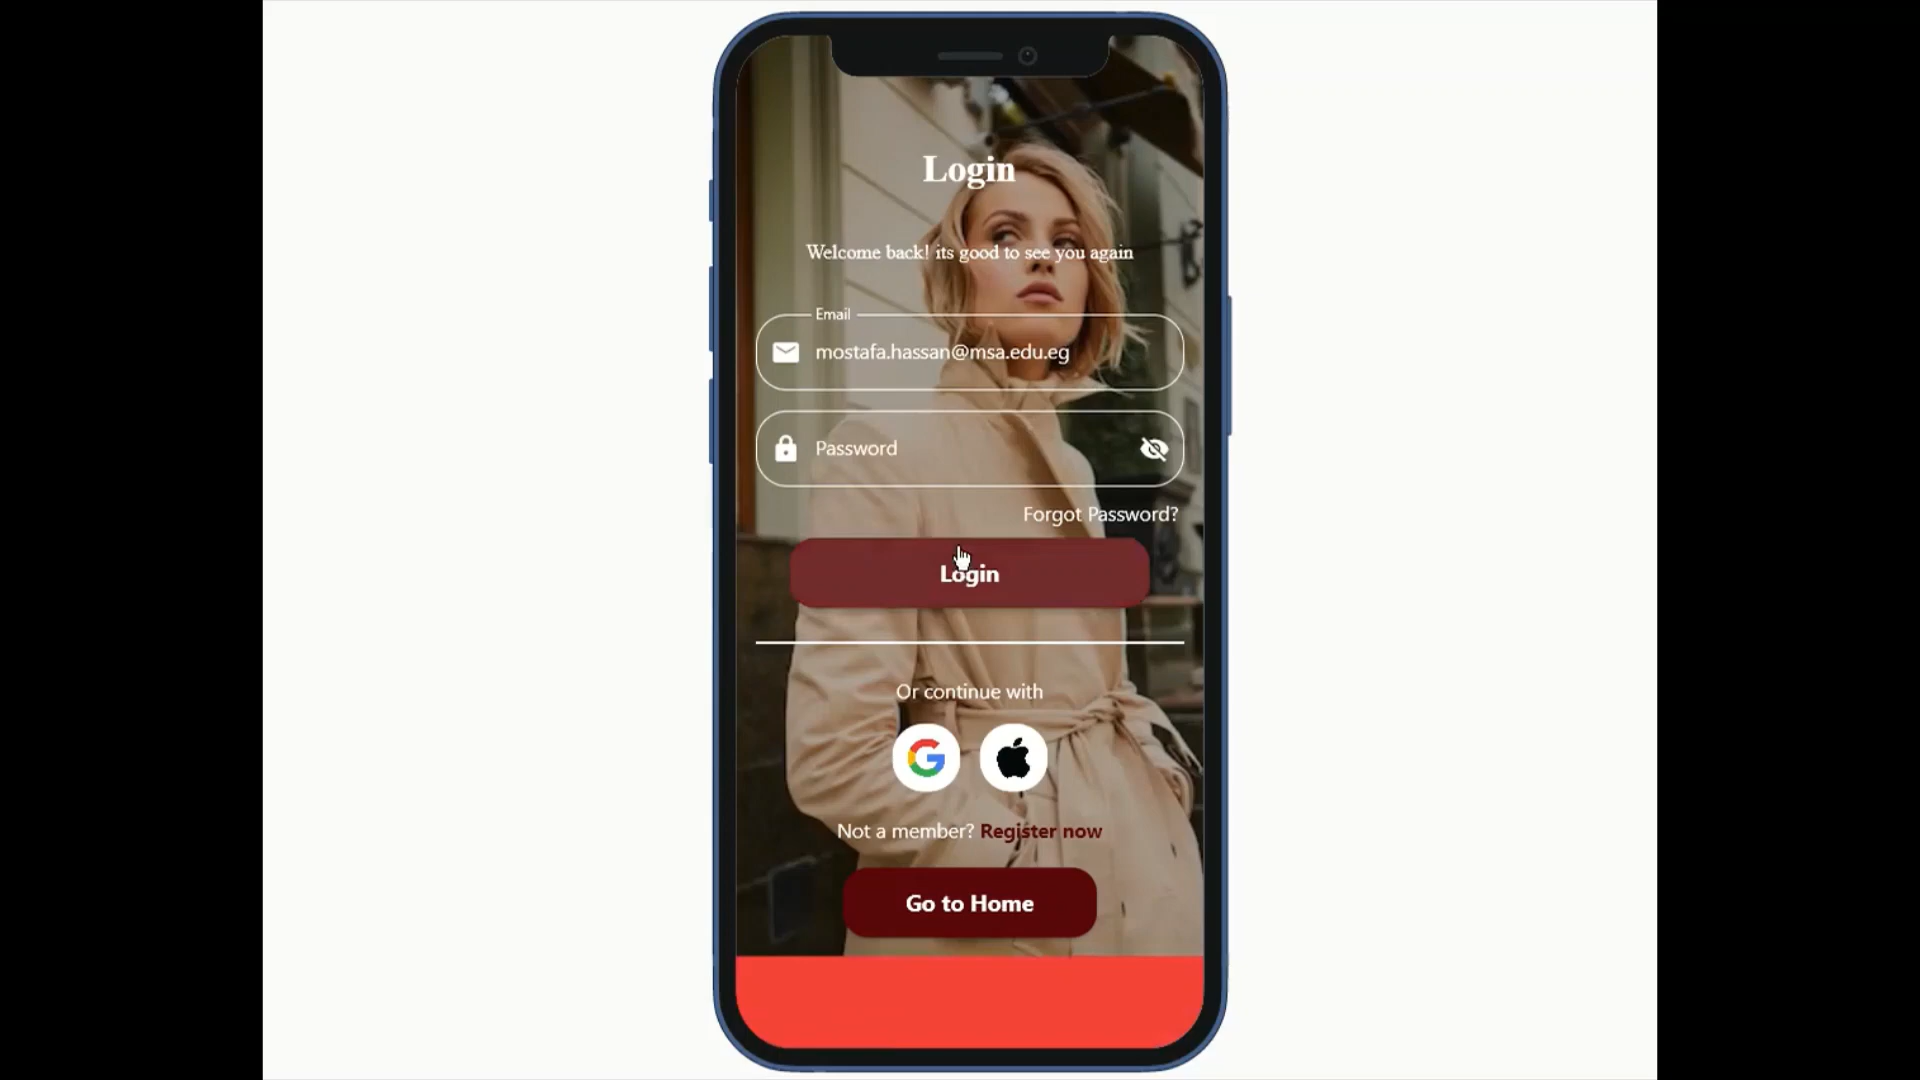 Login
Welcome back! its good to see you again
Email
mostafa.hassan@msa.edu.eg
Password
Forgot Password?
Login
Or continue with
Not a member? Register now
Go to Home